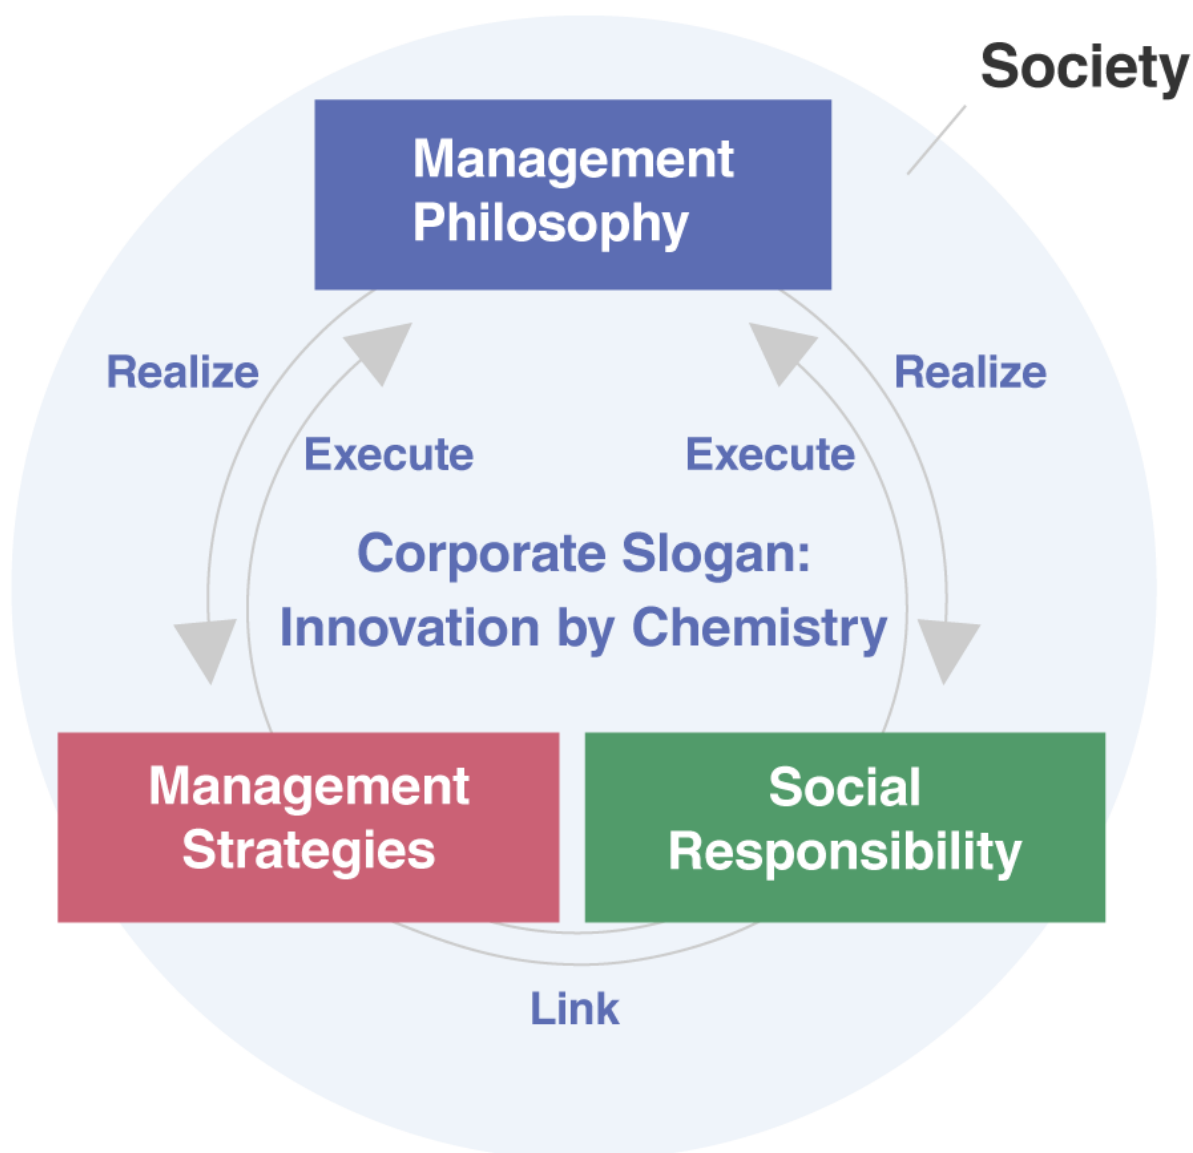 Society
Management
Philosophy
Realize
Realize
Execute
Execute
Corporate Slogan:
Innovation by Chemistry
Management
Strategies
Social
Responsibility
Link